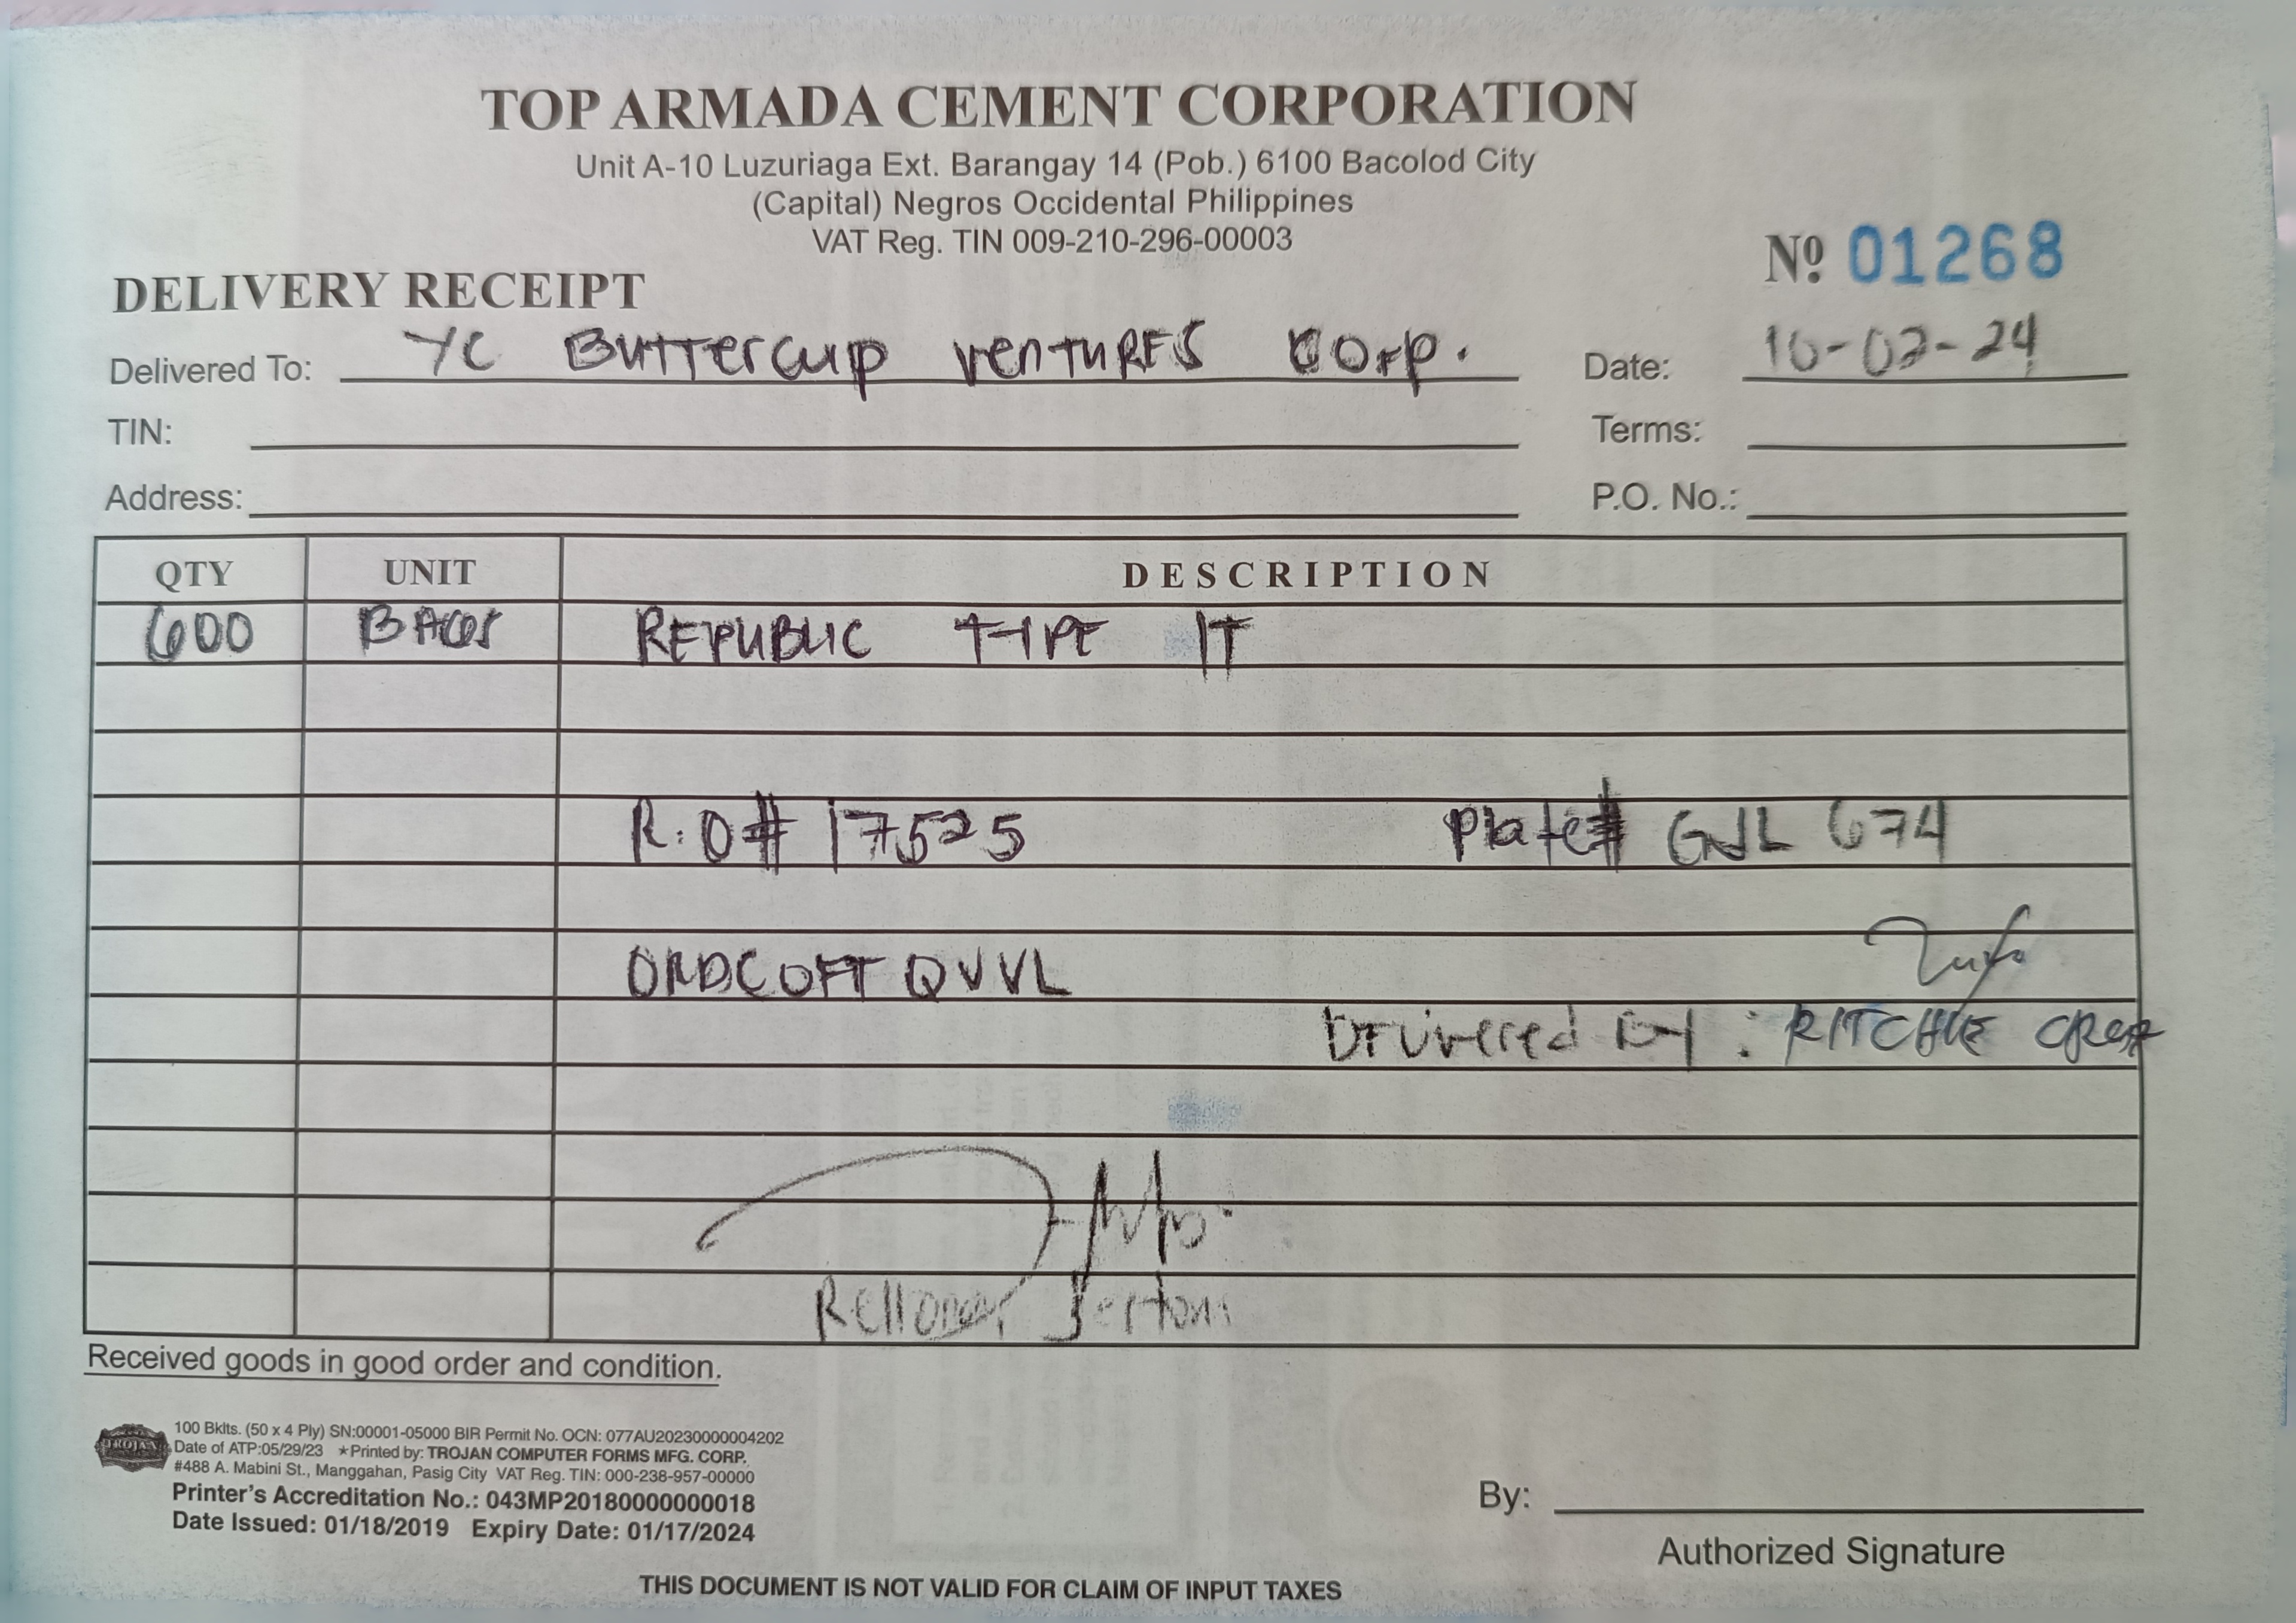 TOP ARMADA CEMENT CORPORATION
Unit A-10 Luzuriaga Ext. Barangay 14 (Pob.) 6100 Bacolod City
(Capital) Negros Occidental Philippines
VAT Reg. TIN 009-210-296-00003
Nº 01268
DELIVERY RECEIPT
Delivered To: YC Buttercup VentURES Corp. Date: 10-02-24
TIN: Terms:
Address: P.O. No.:
QTY UNIT DESCRIPTION
600 BAGS REPUBLIC TYPE 1T
R.O# 17525 Plate# GJL 674
ORDCOFT QVVL
Delivered By: RITCHIE
Received goods in good order and condition.
TROJAN
100 Bklts. (50 x 4 Ply) SN:00001-05000 BIR Permit No. OCN: 077AU20230000004202
Date of ATP:05/29/23 ★Printed by: TROJAN COMPUTER FORMS MFG. CORP.
#488 A. Mabini St., Manggahan, Pasig City VAT Reg. TIN: 000-238-957-00000
Printer's Accreditation No.: 043MP20180000000018
Date Issued: 01/18/2019 Expiry Date: 01/17/2024
By:
Authorized Signature
THIS DOCUMENT IS NOT VALID FOR CLAIM OF INPUT TAXES